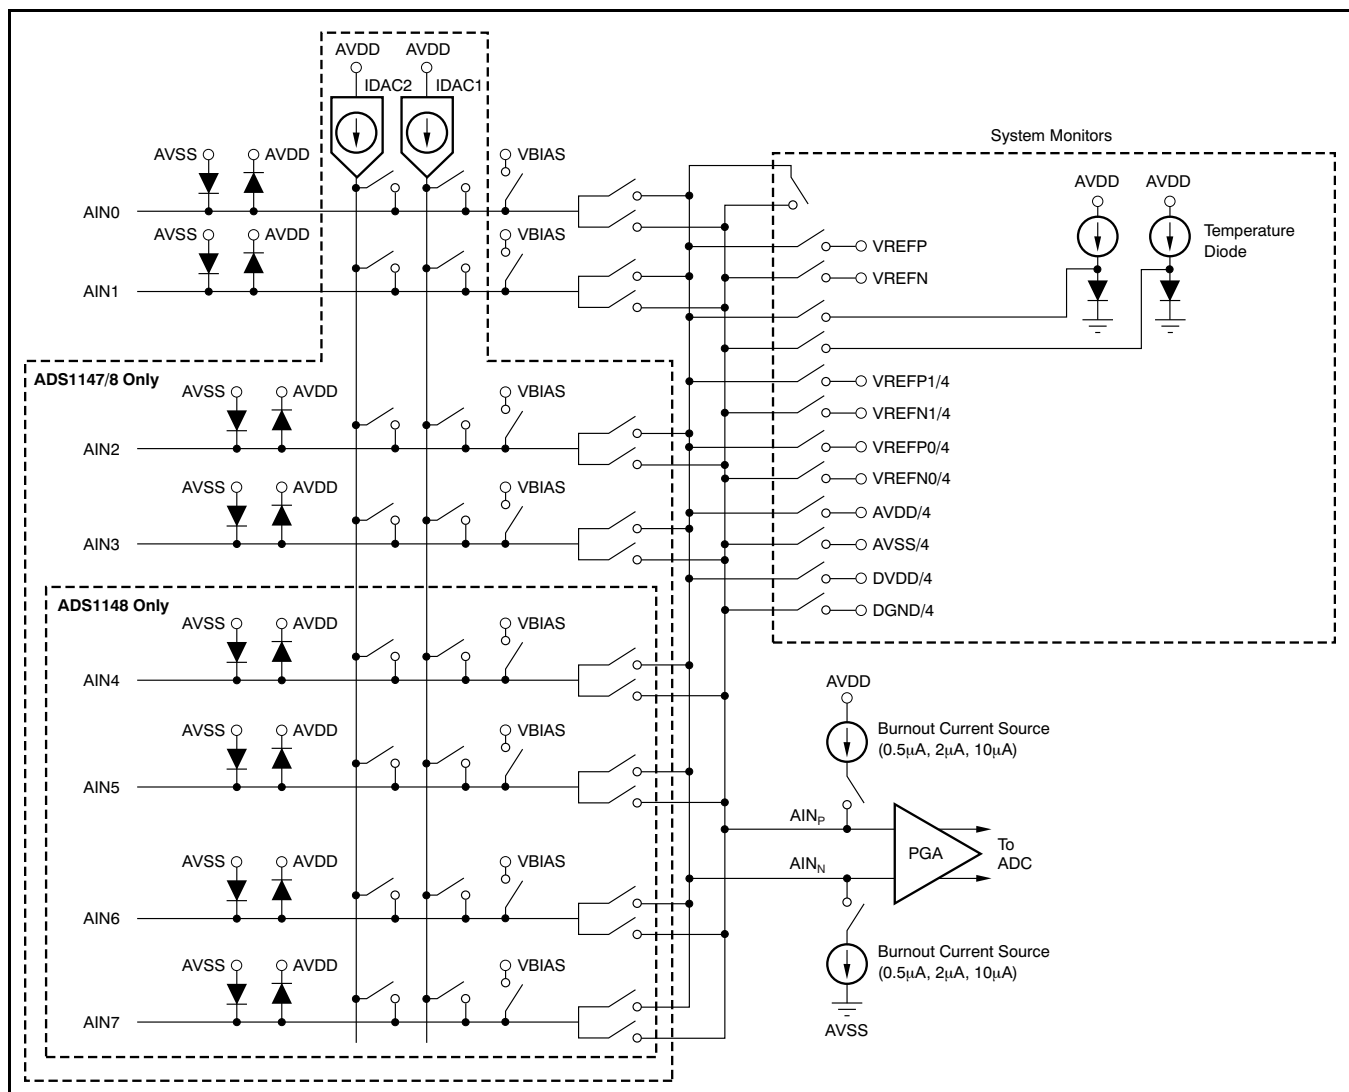 AVDD AVDD
IDAC2 IDAC1
System Monitors
AVSS AVDD VBIAS
AIN0
AVSS AVDD VBIAS
AIN1
AVDD AVDD
Temperature
Diode
VREFP
VREFN
VREFP1/4
VREFN1/4
VREFP0/4
VREFN0/4
AVDD/4
AVSS/4
DVDD/4
DGND/4
ADS1147/8 Only
AVSS AVDD VBIAS
AIN2
AVSS AVDD VBIAS
AIN3
ADS1148 Only
AVSS AVDD VBIAS
AIN4
AVSS AVDD VBIAS
AIN5
AVSS AVDD VBIAS
AIN6
AVSS AVDD VBIAS
AIN7
AVDD
Burnout Current Source
(0.5μA, 2μA, 10μA)
AINP
AINN
PGA
To
ADC
Burnout Current Source
(0.5μA, 2μA, 10μA)
AVSS